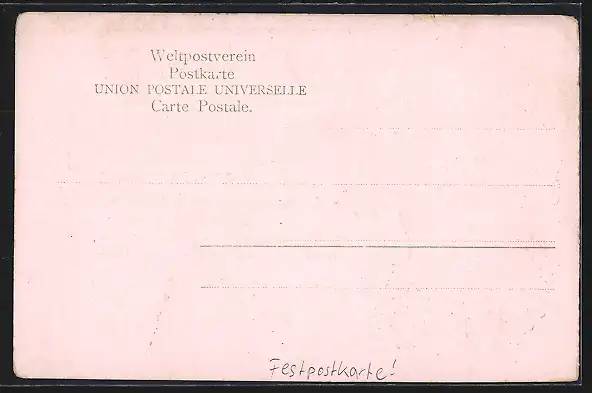 Weltpostverein
Postkarte
UNION POSTALE UNIVERSELLE
Carte Postale.
Festpostkarte!